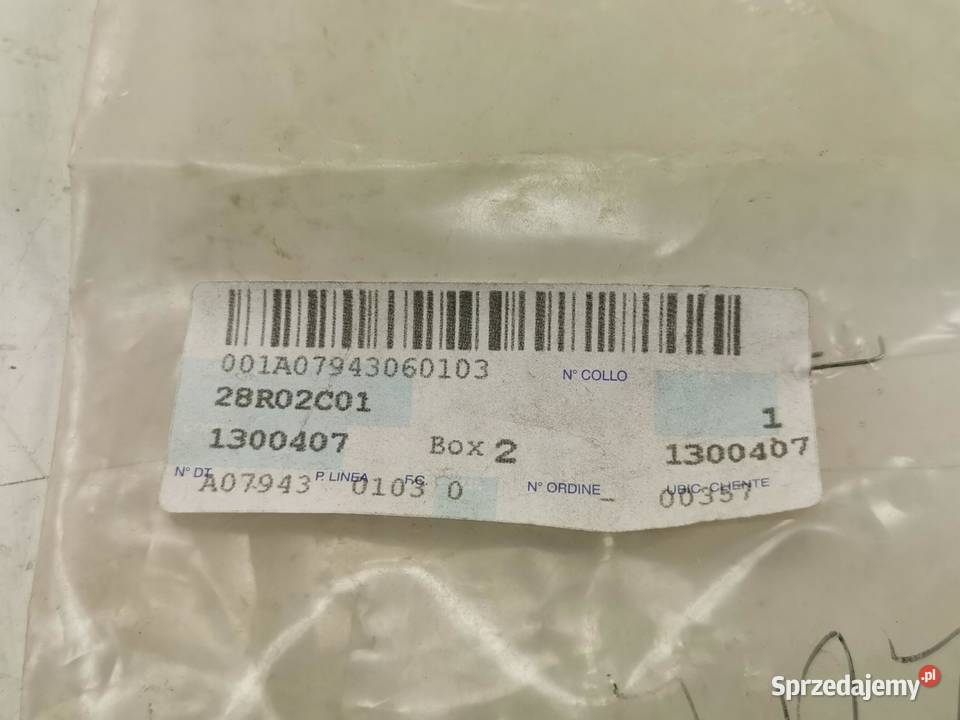 001A07943060103
N° COLLO
28R02C01
1
1300407 Box 2 1300407
N° DT. P. LINEA F.C. N° ORDINE UBIC. CLIENTE
A07943 0103 0 _ 00357
Sprzedajemy.pl